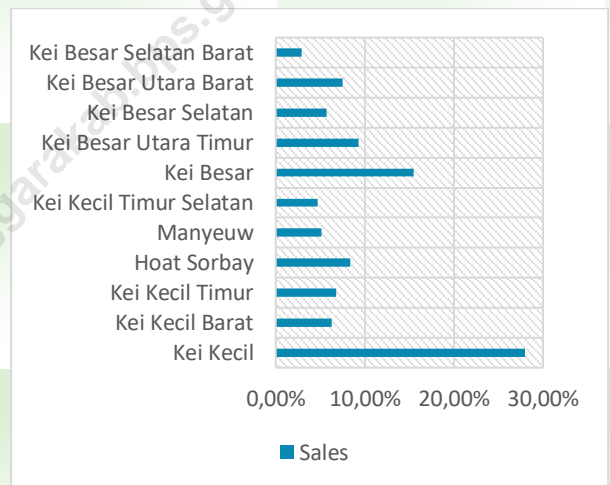 Kei Besar Selatan Barat
Kei Besar Utara Barat
Kei Besar Selatan
Kei Besar Utara Timur
Kei Besar
Kei Kecil Timur Selatan
Manyeuw
Hoat Sorbay
Kei Kecil Timur
Kei Kecil Barat
Kei Kecil
0,00% 10,00% 20,00% 30,00%
Sales